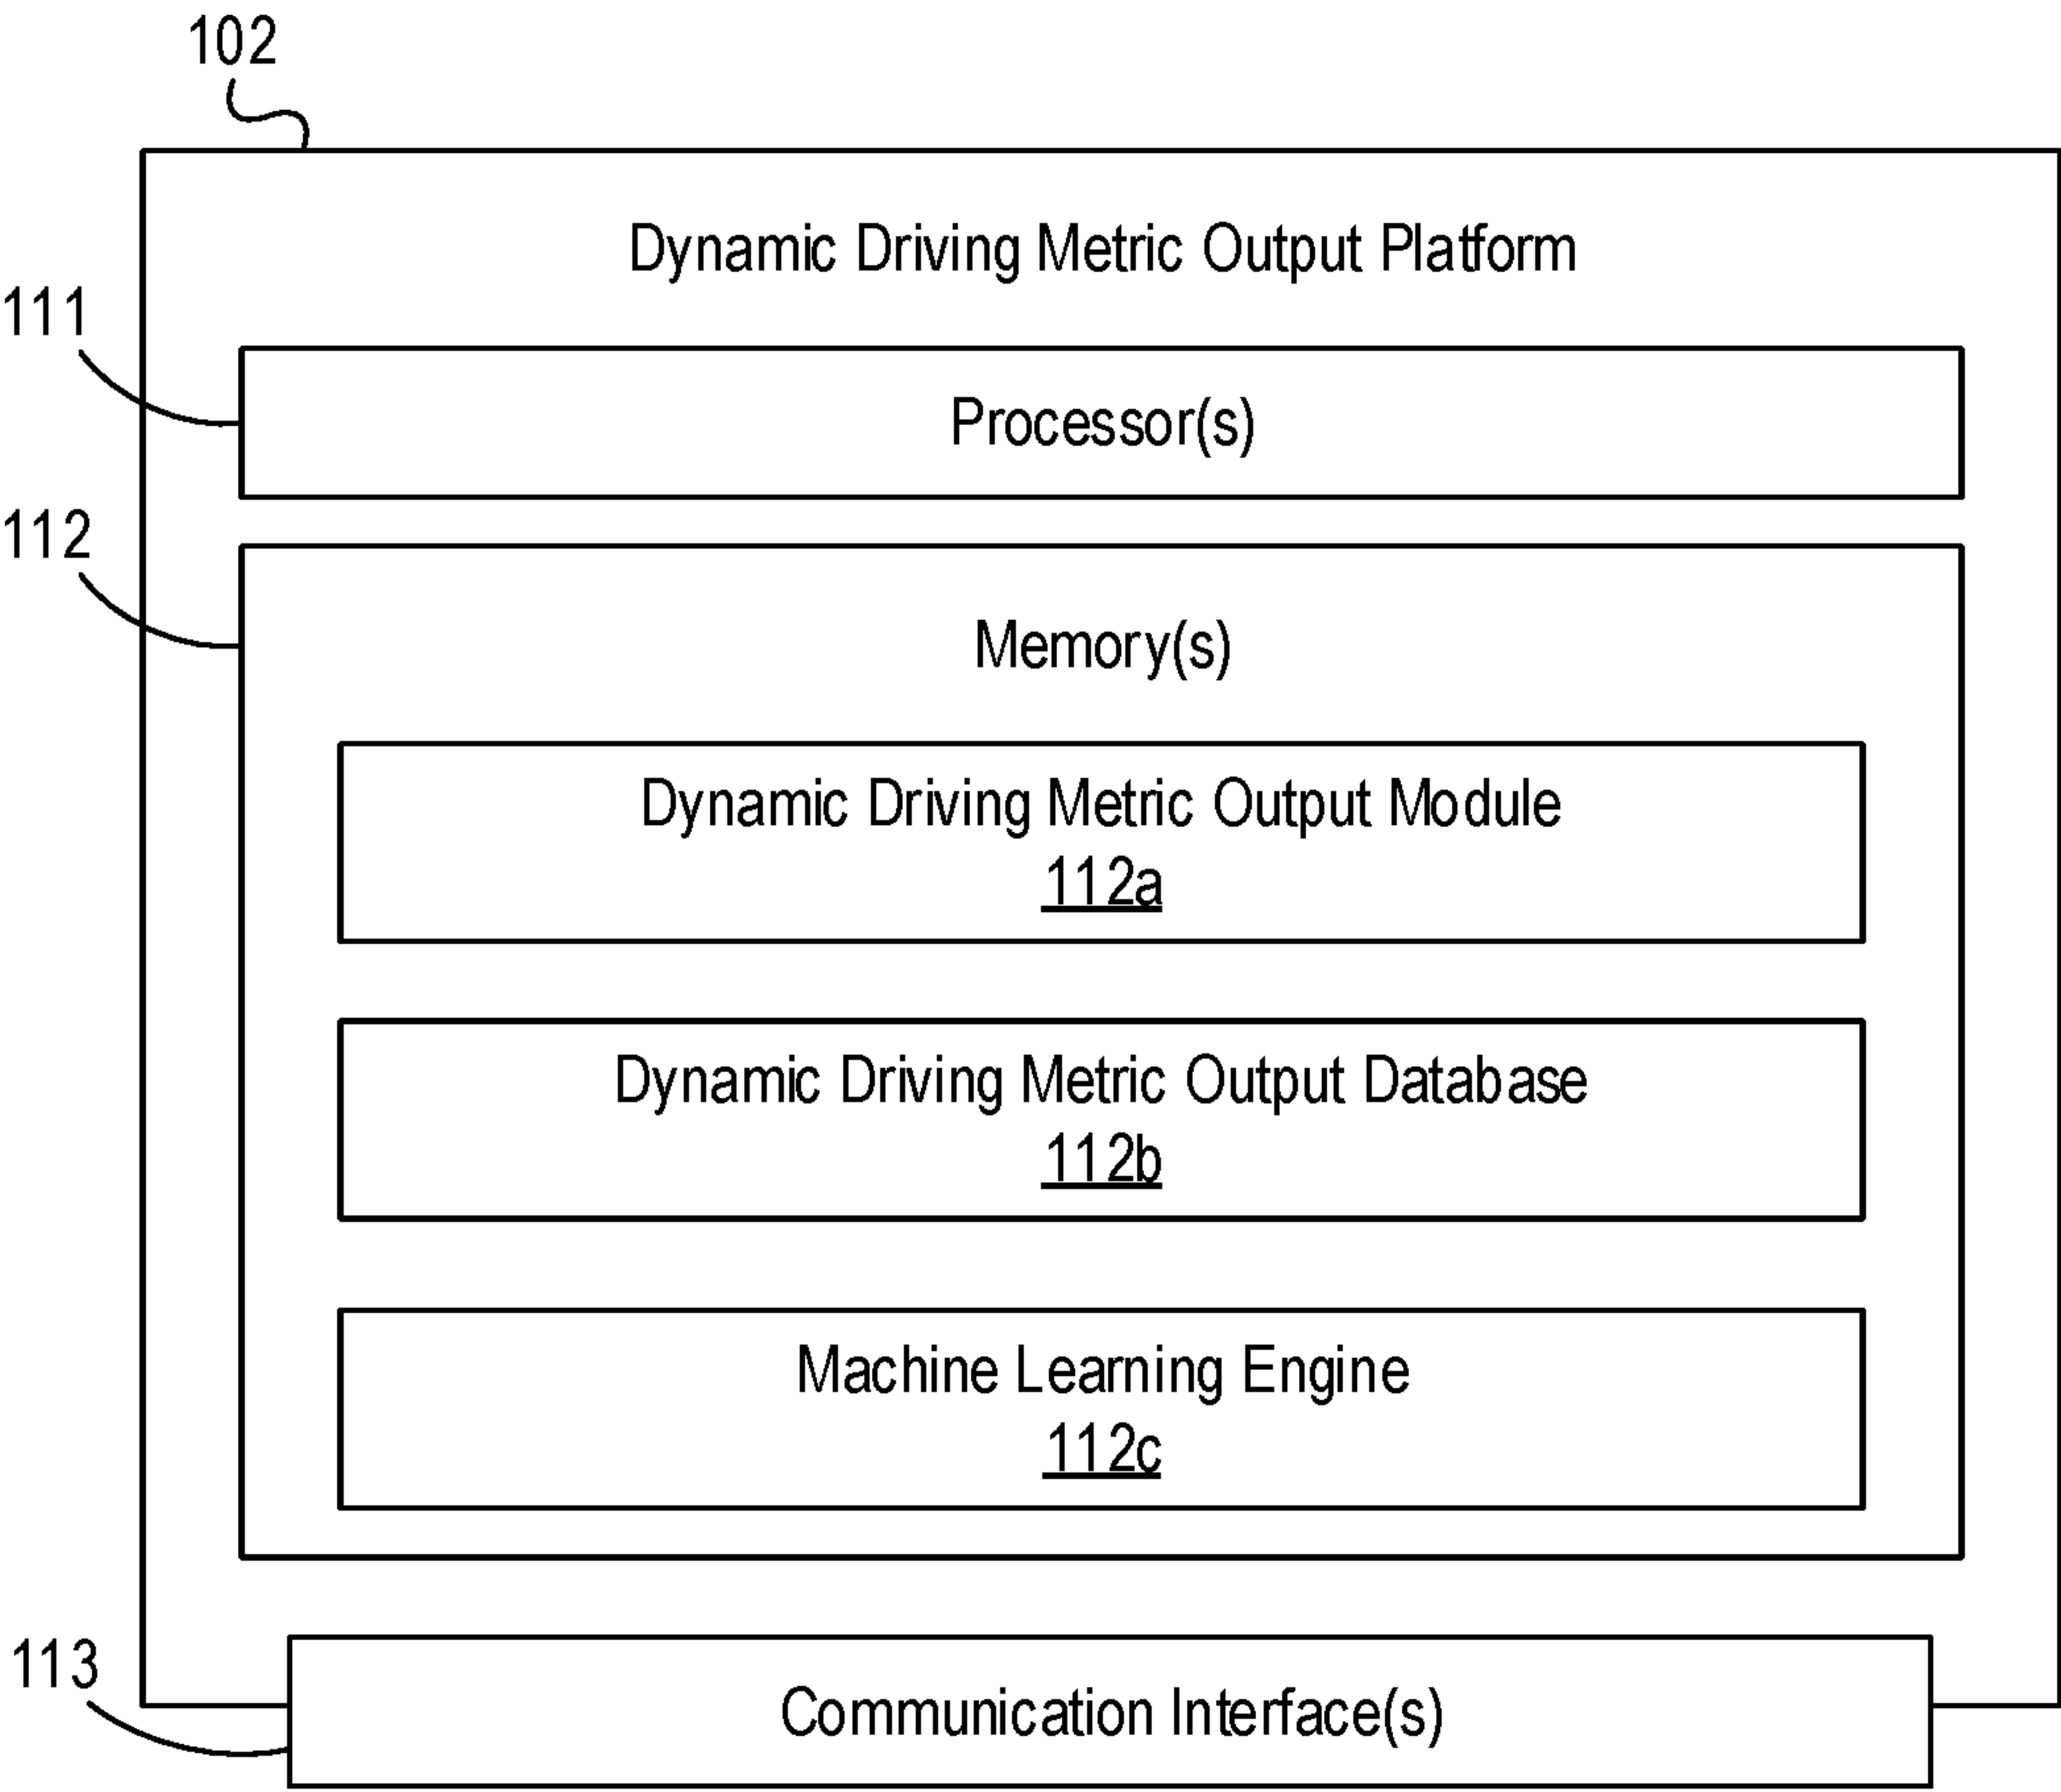 102
Dynamic Driving Metric Output Platform
111
Processor(s)
112
Memory(s)
Dynamic Driving Metric Output Module
112a
Dynamic Driving Metric Output Database
112b
Machine Learning Engine
112c
113
Communication Interface(s)